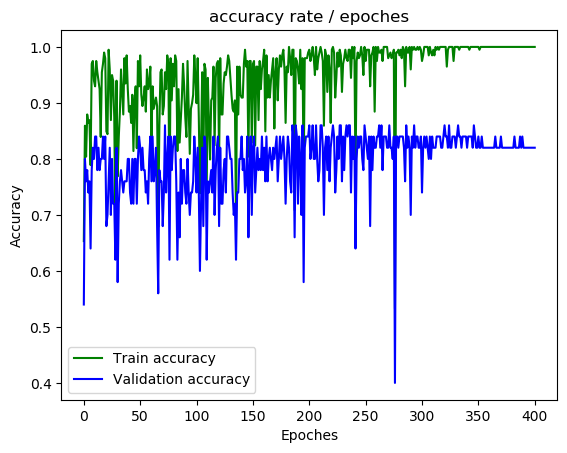 accuracy rate / epoches
1.0
0.9
0.8
0.7
0.6
0.5
0.4
Accuracy
Train accuracy
Validation accuracy
0 50 100 150 200 250 300 350 400
Epoches